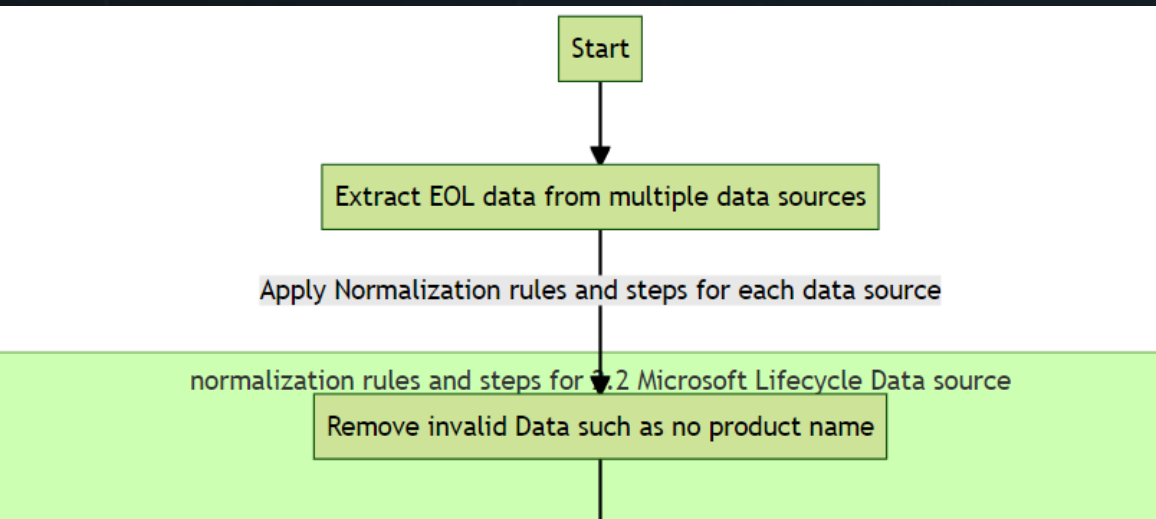 Start
Extract EOL data from multiple data sources
Apply Normalization rules and steps for each data source
normalization rules and steps for .2 Microsoft Lifecycle Data source
Remove invalid Data such as no product name